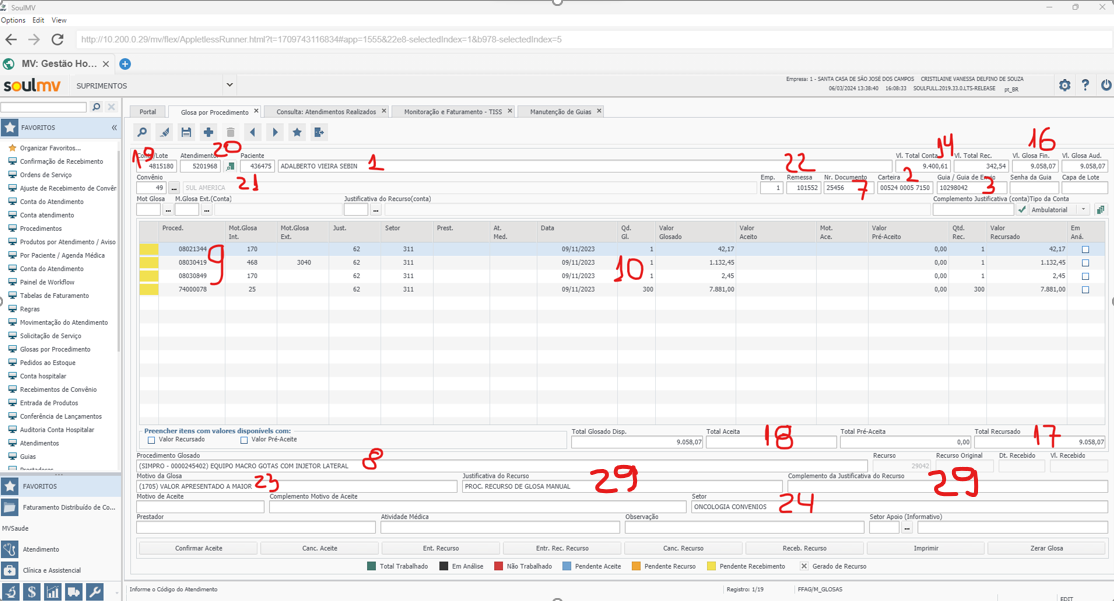 SoulMV
Options Edit View
http://10.200.0.29/mv/flex/AppletlessRunner.html?t=1709743116834#app=1555&22e8-selectedIndex=1&b978-selectedIndex=5
MV: Gestão Ho...
soulmv SUPRIMENTOS
Empresa: 1 - SANTA CASA DE SÃO JOSÉ DOS CAMPOS CRISTILAINE VANESSA DELFINO DE SOUZA
06/03/2024 13:38:40 16:08:33 SOULFULL.2019.33.0.LTS-RELEASE pt_BR
Portal Glosa por Procedimento Consulta: Atendimentos Realizados Monitoração e Faturamento - TISS Manutenção de Guias
FAVORITOS
Organizar Favoritos...
Confirmação de Recebimento
Ordens de Serviço
Ajuste de Recebimento de Convên
Conta do Atendimento
Conta atendimento
Procedimentos
Produtos por Atendimento / Aviso
Por Paciente / Agenda Médica
Conta do Atendimento
Painel de Workflow
Tabelas de Faturamento
Regras
Movimentação do Atendimento
Solicitação de Serviço
Glosas por Procedimento
Pedidos ao Estoque
Conta hospitalar
Recebimentos de Convênio
Entrada de Produtos
Conferência de Lançamentos
Auditoria Conta Hospitalar
Atendimentos
Guias
FAVORITOS
Faturamento Distribuído de Co...
MVSaude
Atendimento
Clínica e Assistencial
19 20 14 16
Atendimento Paciente Vl. Total Conta Vl. Total Rec. Vl. Glosa Fin. Vl. Glosa Aud.
4815180 5201968 436475 ADALBERTO VIEIRA SEBIN 1 9.400,61 342,54 9.058,07 9.058,07
21 22 7 2 3
Convênio Emp. Remessa Nr. Documento Carteira Guia / Guia de Envio Senha da Guia Capa de Lote
49 SUL AMERICA 1 101552 25456 00524 0005 7150 10298042
Mot Glosa M.Glosa Ext.(Conta) Just.do Recurso(conta) Complemento Justificativa (conta) Tipo da Conta
Ambulatorial
Proced. Mot.Glosa Int. Mot.Glosa Ext. Just. Setor Prest. At. Med. Data Qd. Gl. Valor Glosado Valor Aceito Mot. Ace. Valor Pré-Aceito Qtd. Rec. Valor Recursado Em Aná.
08021344 170 62 311 09/11/2023 1 42,17 0,00 1 42,17
08030419 468 3040 62 311 09/11/2023 1 1.132,45 0,00 1 1.132,45
08030849 170 62 311 09/11/2023 1 2,45 0,00 1 2,45
74000078 25 62 311 09/11/2023 300 7.881,00 0,00 300 7.881,00
9 10
Preencher itens com valores disponíveis com:
Valor Recursado Valor Pré-Aceite
Total Glosado Disp. Total Aceita Total Pré-Aceita Total Recursado
9.058,07 18 0,00 17 9.058,07
Procedimento Glosado Recurso Recurso Original Dt. Recebido Vl. Recebido
(SIMPRO - 0000245402) EQUIPO MACRO GOTAS COM INJETOR LATERAL 8 29042
Motivo da Glosa Justificativa do Recurso Complemento da Justificativa do Recurso
(1705) VALOR APRESENTADO A MAIOR 23 PROC. RECURSO DE GLOSA MANUAL 29 29
Motivo de Aceite Complemento Motivo de Aceite Setor
ONCOLOGIA CONVENIOS 24
Prestador Atividade Médica Observação Setor Apoio (Informativo)
Confirmar Aceite Canc. Aceite Ent. Recurso Entr. Rec. Recurso Canc. Recurso Receb. Recurso Imprimir Zerar Glosa
Total Trabalhado Em Análise Não Trabalhado Pendente Aceite Pendente Recurso Pendente Recebimento Gerado de Recurso
Informe o Código do Atendimento Registro: 1/19 FFAG/M_GLOSAS
EDIT